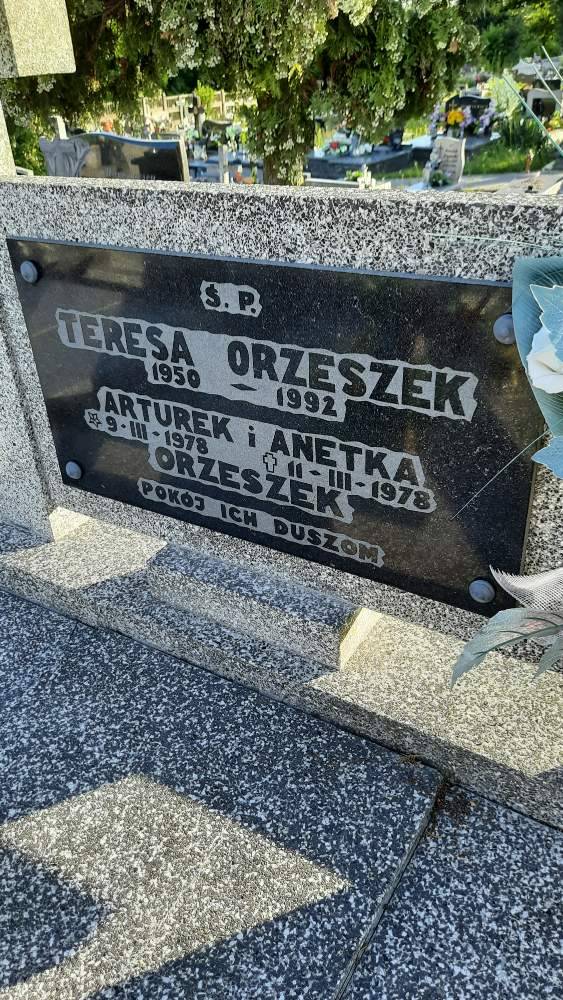 Ś. P.
TERESA ORZESZEK
1950 – 1992
ARTUREK i ANETKA
9-III-1978 11-III-1978
ORZESZEK
POKÓJ ICH DUSZOM